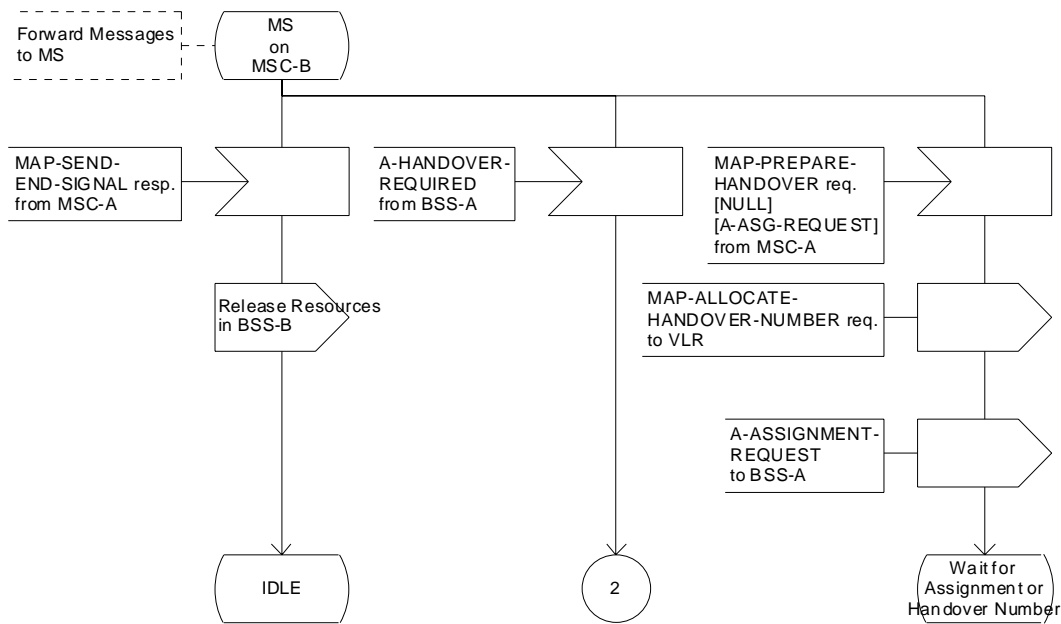 Forward Messages
to MS
MS
on
MSC-B
MAP-SEND-
END-SIGNAL resp.
from MSC-A
A-HANDOVER-
REQUIRED
from BSS-A
MAP-PREPARE-
HANDOVER req.
[NULL]
[A-ASG-REQUEST]
from MSC-A
Release Resources
in BSS-B
MAP-ALLOCATE-
HANDOVER-NUMBER req.
to VLR
A-ASSIGNMENT-
REQUEST
to BSS-A
IDLE
2
Wait for
Assignment or
Handover Number